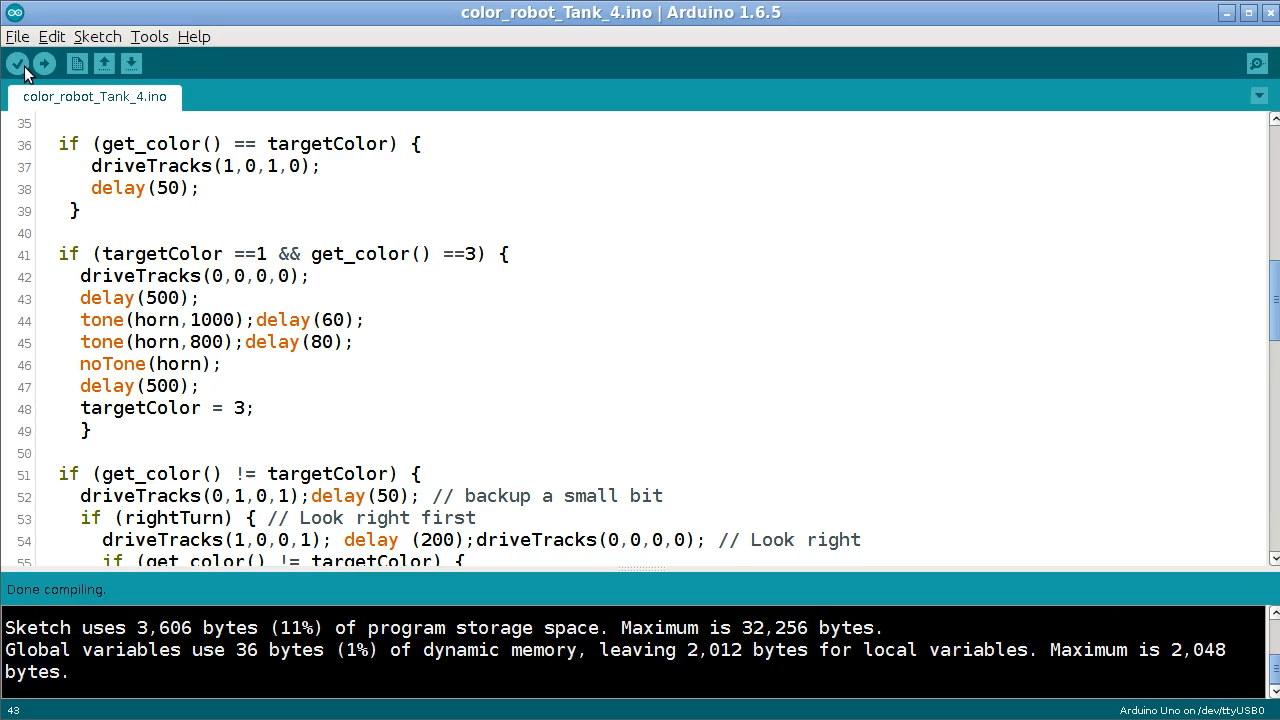 color_robot_Tank_4.ino | Arduino 1.6.5
File Edit Sketch Tools Help
color_robot_Tank_4.ino
35
36 if (get_color() == targetColor) {
37 driveTracks(1,0,1,0);
38 delay(50);
39 }
40
41 if (targetColor ==1 && get_color() ==3) {
42 driveTracks(0,0,0,0);
43 delay(500);
44 tone(horn,1000);delay(60);
45 tone(horn,800);delay(80);
46 noTone(horn);
47 delay(500);
48 targetColor = 3;
49 }
50
51 if (get_color() != targetColor) {
52 driveTracks(0,1,0,1);delay(50); // backup a small bit
53 if (rightTurn) { // Look right first
54 driveTracks(1,0,0,1); delay (200);driveTracks(0,0,0,0); // Look right
55 if (get_color() != targetColor) {
Done compiling.
Sketch uses 3,606 bytes (11%) of program storage space. Maximum is 32,256 bytes.
Global variables use 36 bytes (1%) of dynamic memory, leaving 2,012 bytes for local variables. Maximum is 2,048
bytes.
43 Arduino Uno on /dev/ttyUSB0